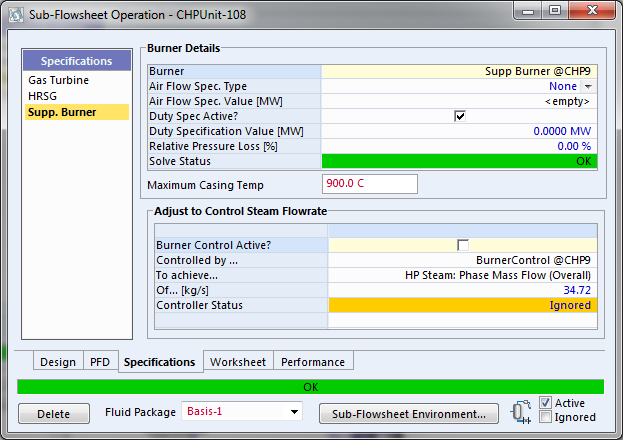 Sub-Flowsheet Operation - CHPUnit-108
Specifications
Gas Turbine
HRSG
Supp. Burner
Burner Details
Burner Supp Burner @CHP9
Air Flow Spec. Type None
Air Flow Spec. Value [MW] <empty>
Duty Spec Active?
Duty Specification Value [MW] 0.0000 MW
Relative Pressure Loss [%] 0.00 %
Solve Status OK
Maximum Casing Temp 900.0 C
Adjust to Control Steam Flowrate
Burner Control Active?
Controlled by ... BurnerControl @CHP9
To achieve... HP Steam: Phase Mass Flow (Overall)
Of... [kg/s] 34.72
Controller Status Ignored
Design PFD Specifications Worksheet Performance
OK
Delete Fluid Package Basis-1 Sub-Flowsheet Environment... Active
Ignored